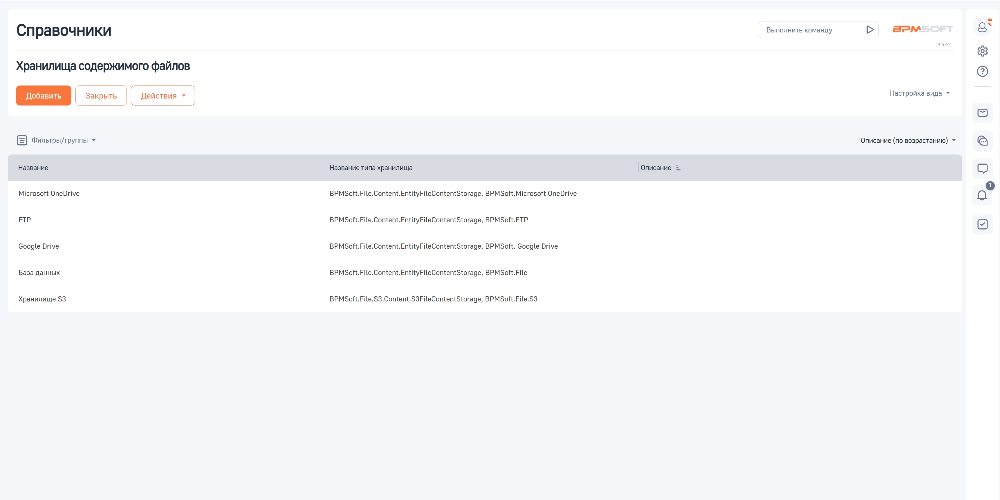 Справочники
Выполнить команду
BPMSOFT
1.5.0.901
Хранилища содержимого файлов
Добавить
Закрыть
Действия
Настройка вида
Фильтры/группы
Описание (по возрастанию)
Название
Название типа хранилища
Описание
Microsoft OneDrive
BPMSoft.File.Content.EntityFileContentStorage, BPMSoft.Microsoft OneDrive
FTP
BPMSoft.File.Content.EntityFileContentStorage, BPMSoft.FTP
Google Drive
BPMSoft.File.Content.EntityFileContentStorage, BPMSoft. Google Drive
База данных
BPMSoft.File.Content.EntityFileContentStorage, BPMSoft.File
Хранилище S3
BPMSoft.File.S3.Content.S3FileContentStorage, BPMSoft.File.S3
1